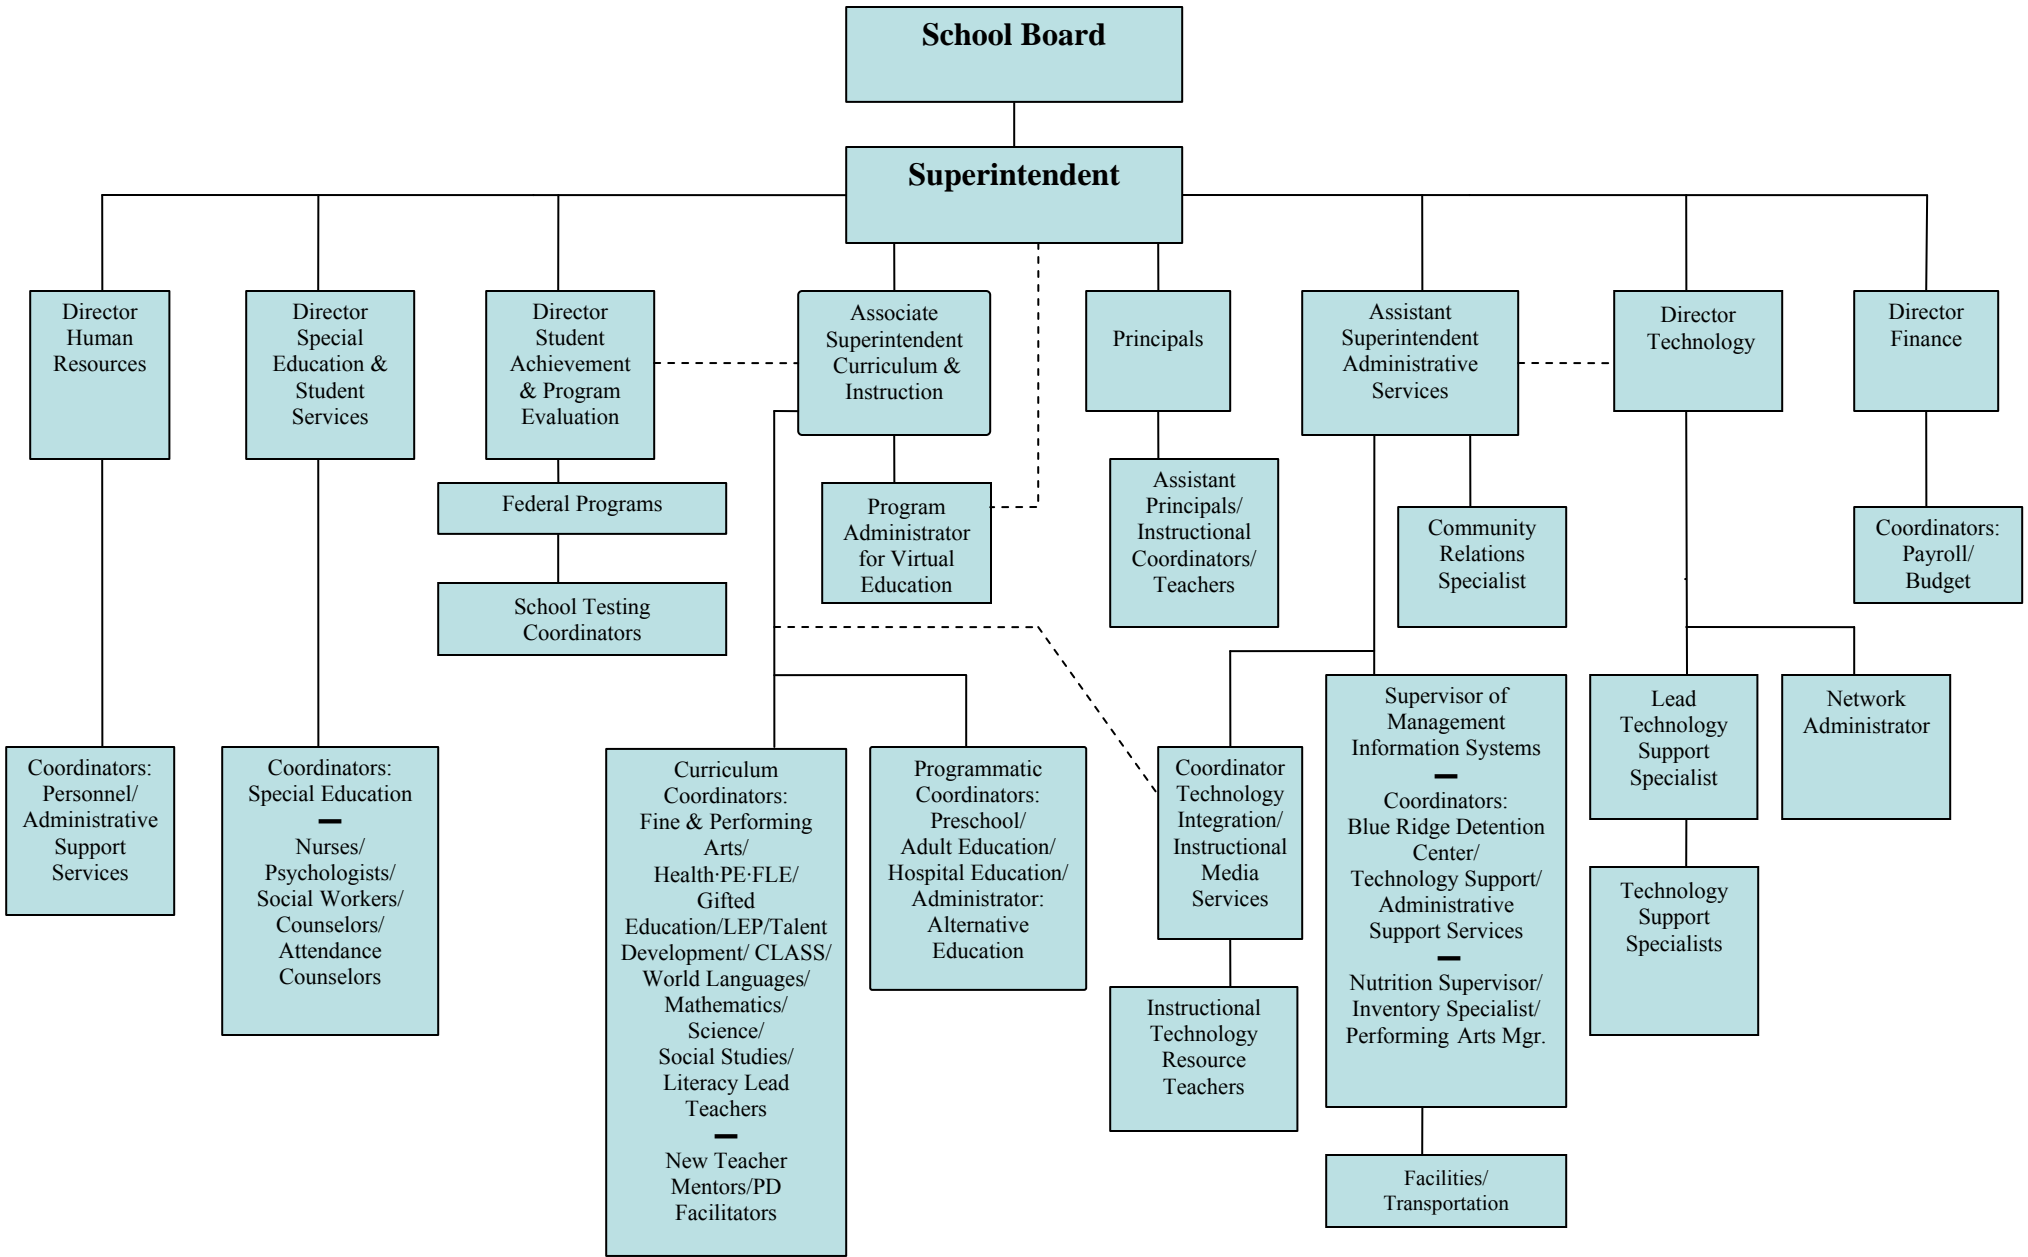 School Board
Superintendent
Director
Human
Resources
Director
Special
Education &
Student
Services
Director
Student
Achievement
& Program
Evaluation
Associate
Superintendent
Curriculum &
Instruction
Principals
Assistant
Superintendent
Administrative
Services
Director
Technology
Director
Finance
Federal Programs
School Testing
Coordinators
Program
Administrator
for Virtual
Education
Assistant
Principals/
Instructional
Coordinators/
Teachers
Community
Relations
Specialist
Coordinators:
Payroll/
Budget
Coordinators:
Personnel/
Administrative
Support
Services
Coordinators:
Special Education
Nurses/
Psychologists/
Social Workers/
Counselors/
Attendance
Counselors
Curriculum
Coordinators:
Fine & Performing
Arts/
Health·PE·FLE/
Gifted
Education/LEP/Talent
Development/ CLASS/
World Languages/
Mathematics/
Science/
Social Studies/
Literacy Lead
Teachers
New Teacher
Mentors/PD
Facilitators
Programmatic
Coordinators:
Preschool/
Adult Education/
Hospital Education/
Administrator:
Alternative
Education
Coordinator
Technology
Integration/
Instructional
Media
Services
Instructional
Technology
Resource
Teachers
Supervisor of
Management
Information Systems
Coordinators:
Blue Ridge Detention
Center/
Technology Support/
Administrative
Support Services
Nutrition Supervisor/
Inventory Specialist/
Performing Arts Mgr.
Facilities/
Transportation
Lead
Technology
Support
Specialist
Network
Administrator
Technology
Support
Specialists